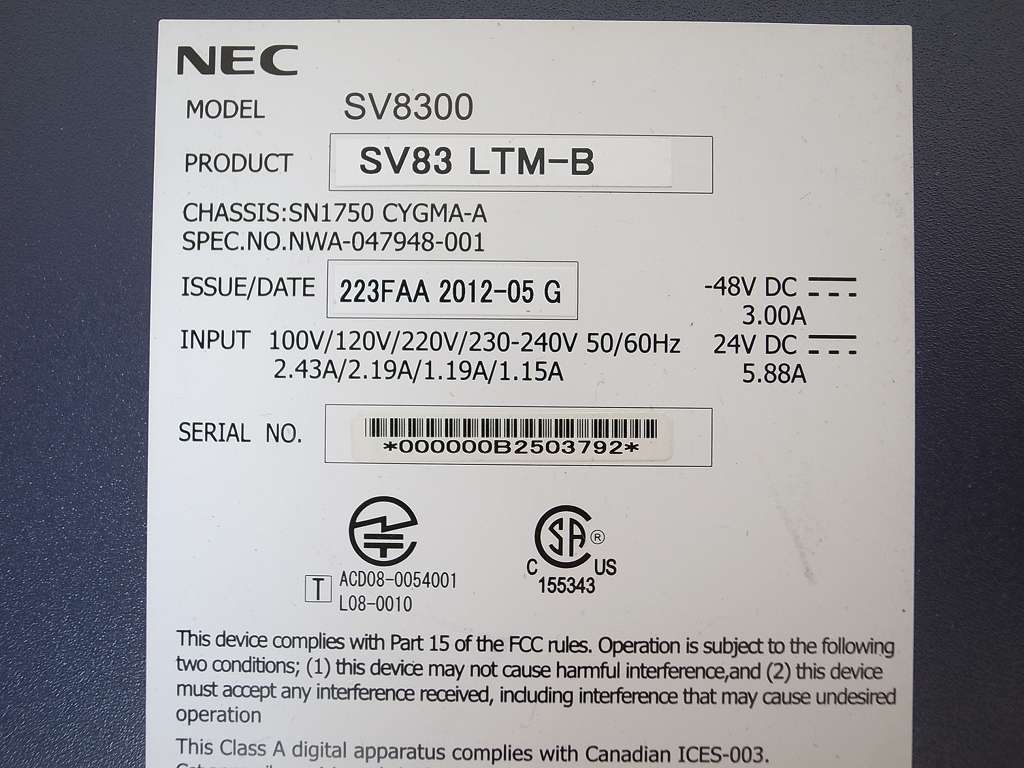 NEC
MODEL SV8300
PRODUCT SV83 LTM-B
CHASSIS:SN1750 CYGMA-A
SPEC.NO.NWA-047948-001
ISSUE/DATE 223FAA 2012-05 G
-48V DC
3.00A
INPUT 100V/120V/220V/230-240V 50/60Hz 24V DC
2.43A/2.19A/1.19A/1.15A 5.88A
SERIAL NO.
*000000B2503792*
SA ®
C US
155343
T ACD08-0054001
L08-0010
This device complies with Part 15 of the FCC rules. Operation is subject to the following
two conditions; (1) this device may not cause harmful interference,and (2) this device
must accept any interference received, including interference that may cause undesired
operation
This Class A digital apparatus complies with Canadian ICES-003.